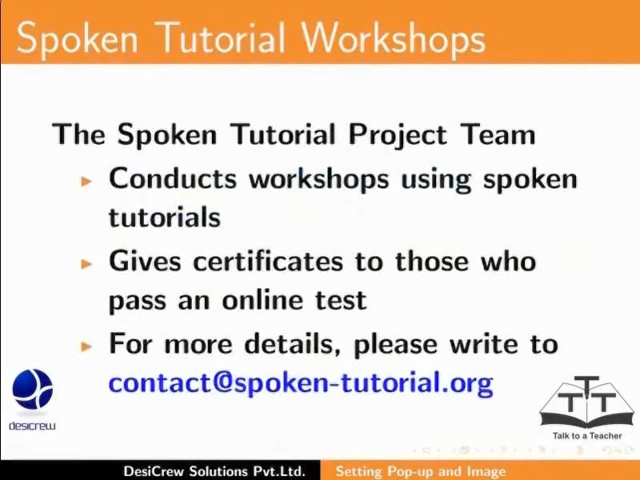 Spoken Tutorial Workshops
The Spoken Tutorial Project Team
Conducts workshops using spoken
tutorials
Gives certificates to those who
pass an online test
For more details, please write to
contact@spoken-tutorial.org
desicrew
TTT
Talk to a Teacher
DesiCrew Solutions Pvt.Ltd.
Setting Pop-up and Image